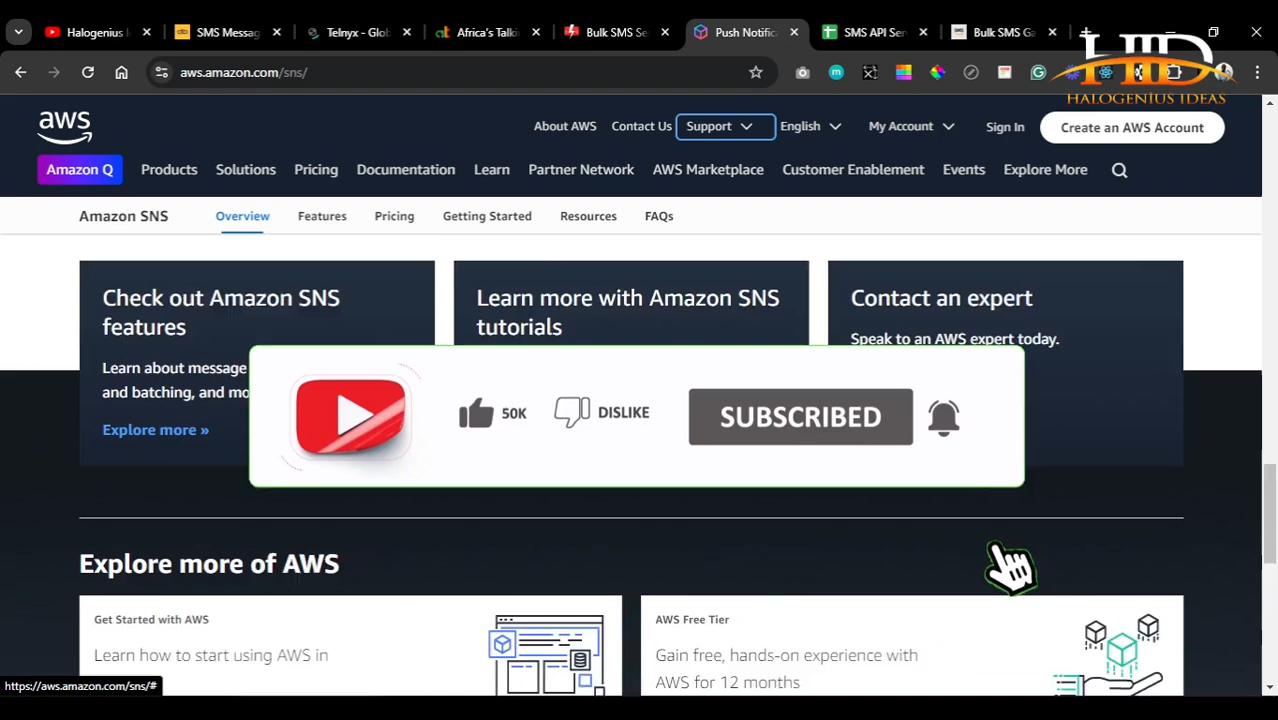 Halogenius I
SMS Messag
Telnyx - Glob
Africa's Talki
Bulk SMS Se
Push Notifica
SMS API Serv
Bulk SMS Ga
aws.amazon.com/sns/
HID
HALOGENIUS IDEAS
aws
About AWS
Contact Us
Support
English
My Account
Sign In
Create an AWS Account
Amazon Q
Products
Solutions
Pricing
Documentation
Learn
Partner Network
AWS Marketplace
Customer Enablement
Events
Explore More
Amazon SNS
Overview
Features
Pricing
Getting Started
Resources
FAQs
Check out Amazon SNS
features
Learn about message
and batching, and mo
Explore more »
Learn more with Amazon SNS
tutorials
Contact an expert
Speak to an AWS expert today.
50K
DISLIKE
SUBSCRIBED
Explore more of AWS
Get Started with AWS
Learn how to start using AWS in
AWS Free Tier
Gain free, hands-on experience with
AWS for 12 months
https://aws.amazon.com/sns/#